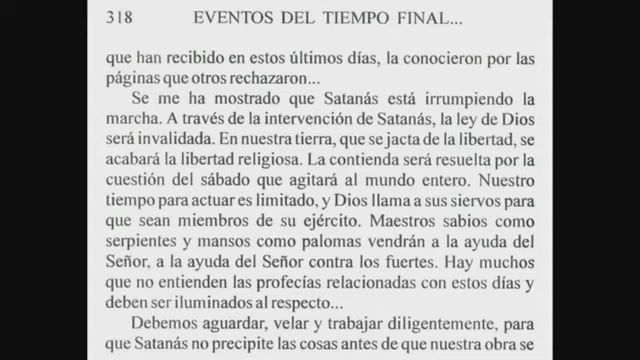 318 EVENTOS DEL TIEMPO FINAL...
que han recibido en estos últimos días, la conocieron por las
páginas que otros rechazaron...
Se me ha mostrado que Satanás está irrumpiendo la
marcha. A través de la intervención de Satanás, la ley de Dios
será invalidada. En nuestra tierra, que se jacta de la libertad, se
acabará la libertad religiosa. La contienda será resuelta por la
cuestión del sábado que agitará al mundo entero. Nuestro
tiempo para actuar es limitado, y Dios llama a sus siervos para
que sean miembros de su ejército. Maestros sabios como
serpientes y mansos como palomas vendrán a la ayuda del
Señor, a la ayuda del Señor contra los fuertes. Hay muchos
que no entienden las profecías relacionadas con estos días y
deben ser iluminados al respecto...
Debemos aguardar, velar y trabajar diligentemente, para
que Satanás no precipite las cosas antes de que nuestra obra se